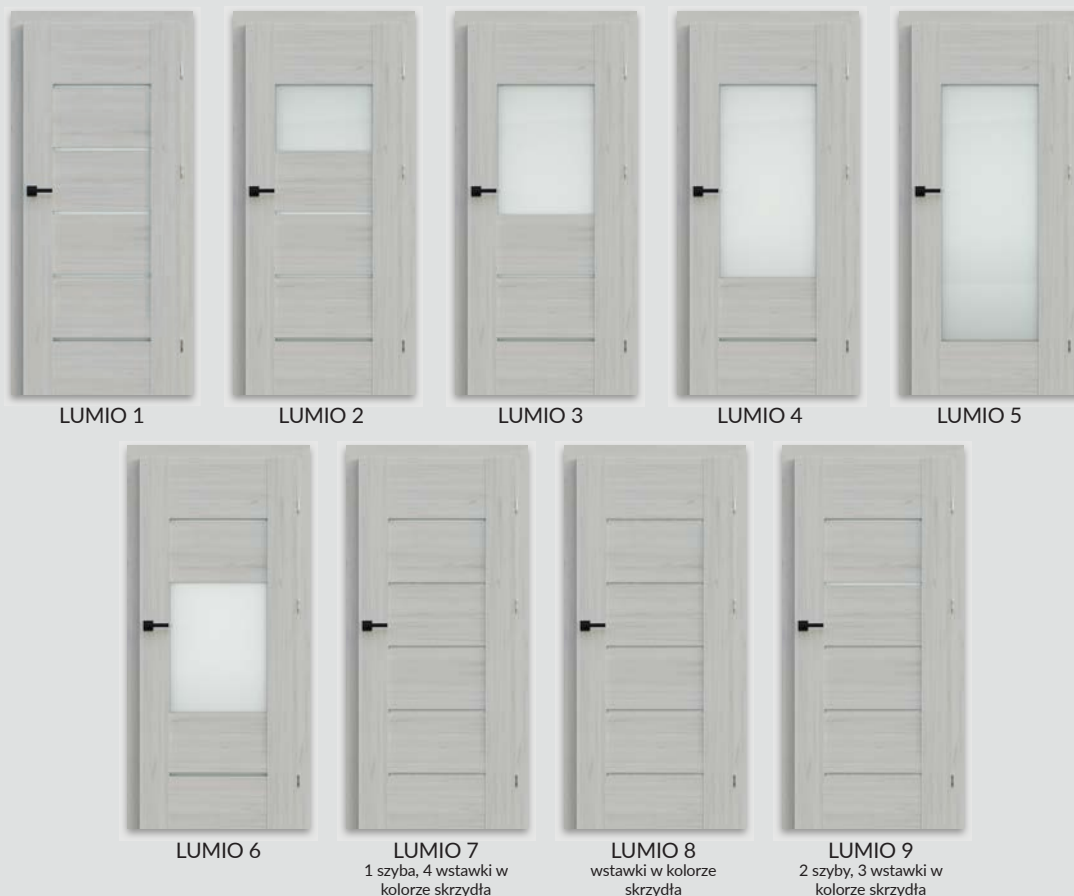 LUMIO 1
LUMIO 2
LUMIO 3
LUMIO 4
LUMIO 5
LUMIO 6
LUMIO 7
1 szyba, 4 wstawki w
kolorze skrzydła
LUMIO 8
wstawki w kolorze
skrzydła
LUMIO 9
2 szyby, 3 wstawki w
kolorze skrzydła